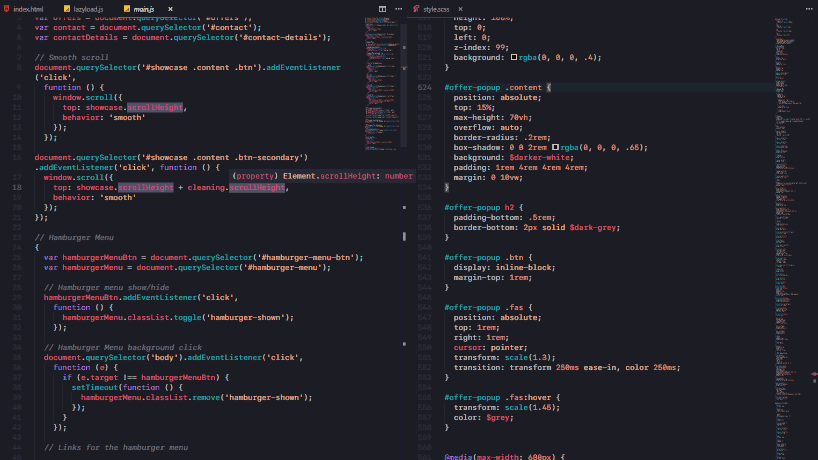 index.html lazyload.js main.js
var contact = document.querySelector('#contact');
var contactDetails = document.querySelector('#contact-details');
// Smooth scroll
document.querySelector('#showcase .content .btn').addEventListener
('click',
function () {
window.scroll({
top: showcase.scrollHeight,
behavior: 'smooth'
});
});
document.querySelector('#showcase .content .btn-secondary')
.addEventListener('click', function () {
window.scroll({
(property) Element.scrollHeight: number
18 top: showcase.scrollHeight + cleaning.scrollHeight,
behavior: 'smooth'
});
});
// Hamburger Menu
{
var hamburgerMenuBtn = document.querySelector('#hamburger-menu-btn');
var hamburgerMenu = document.querySelector('#hamburger-menu');
// Hamburger menu show/hide
hamburgerMenuBtn.addEventListener('click',
function () {
hamburgerMenu.classList.toggle('hamburger-shown');
});
// Hamburger Menu background click
document.querySelector('body').addEventListener('click',
function (e) {
if (e.target !== hamburgerMenuBtn) {
setTimeout(function () {
hamburgerMenu.classList.remove('hamburger-shown');
});
}
});
// Links for the hamburger menu
style.scss
top: 0;
left: 0;
z-index: 99;
background: rgba(0, 0, 0, .4);
}
#offer-popup .content {
position: absolute;
top: 15%;
max-height: 70vh;
overflow: auto;
border-radius: .2rem;
box-shadow: 0 0 2rem rgba(0, 0, 0, .65);
background: $darker-white;
padding: 1rem 4rem 4rem 4rem;
margin: 0 10vw;
}
#offer-popup h2 {
padding-bottom: .5rem;
border-bottom: 2px solid $dark-grey;
}
#offer-popup .btn {
display: inline-block;
margin-top: 1rem;
}
#offer-popup .fas {
position: absolute;
top: 1rem;
right: 1rem;
cursor: pointer;
transform: scale(1.3);
transition: transform 250ms ease-in, color 250ms;
}
#offer-popup .fas:hover {
transform: scale(1.45);
color: $grey;
}
@media(max-width: 600px) {